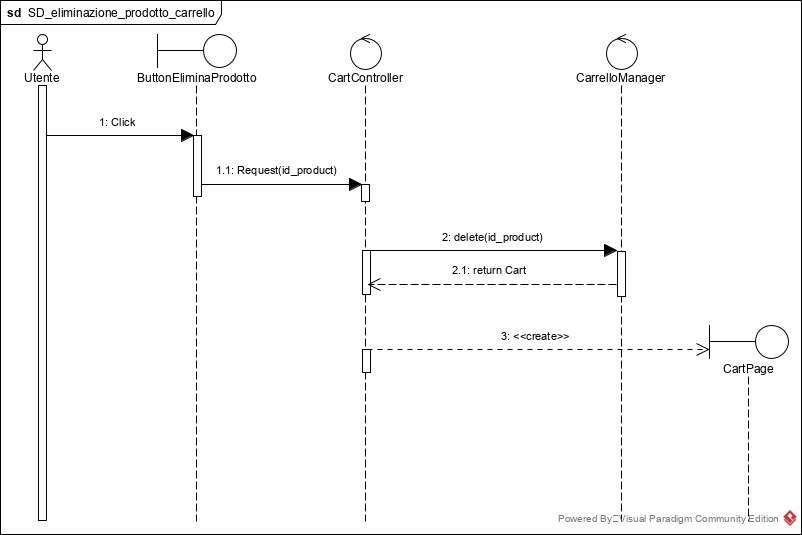 sd SD_eliminazione_prodotto_carrello
Utente
ButtonEliminaProdotto
CartController
CarrelloManager
1: Click
1.1: Request(id_product)
2: delete(id_product)
2.1: return Cart
3: <<create>>
CartPage
Powered By Visual Paradigm Community Edition